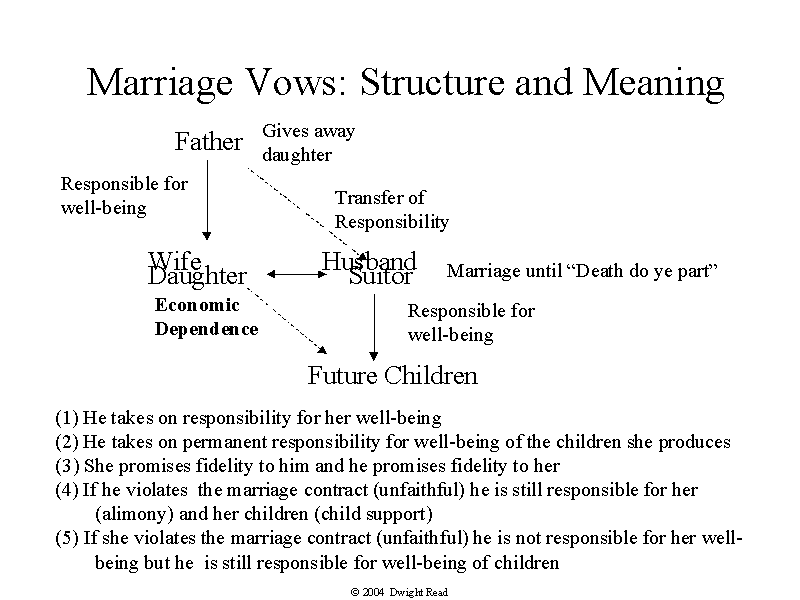 Marriage Vows: Structure and Meaning
Father
Gives away
daughter
Responsible for
well-being
Transfer of
Responsibility
Wife
Daughter
Husband
Suitor
Marriage until “Death do ye part”
Economic
Dependence
Responsible for
well-being
Future Children
(1) He takes on responsibility for her well-being
(2) He takes on permanent responsibility for well-being of the children she produces
(3) She promises fidelity to him and he promises fidelity to her
(4) If he violates the marriage contract (unfaithful) he is still responsible for her
(alimony) and her children (child support)
(5) If she violates the marriage contract (unfaithful) he is not responsible for her well-
being but he is still responsible for well-being of children
© 2004 Dwight Read